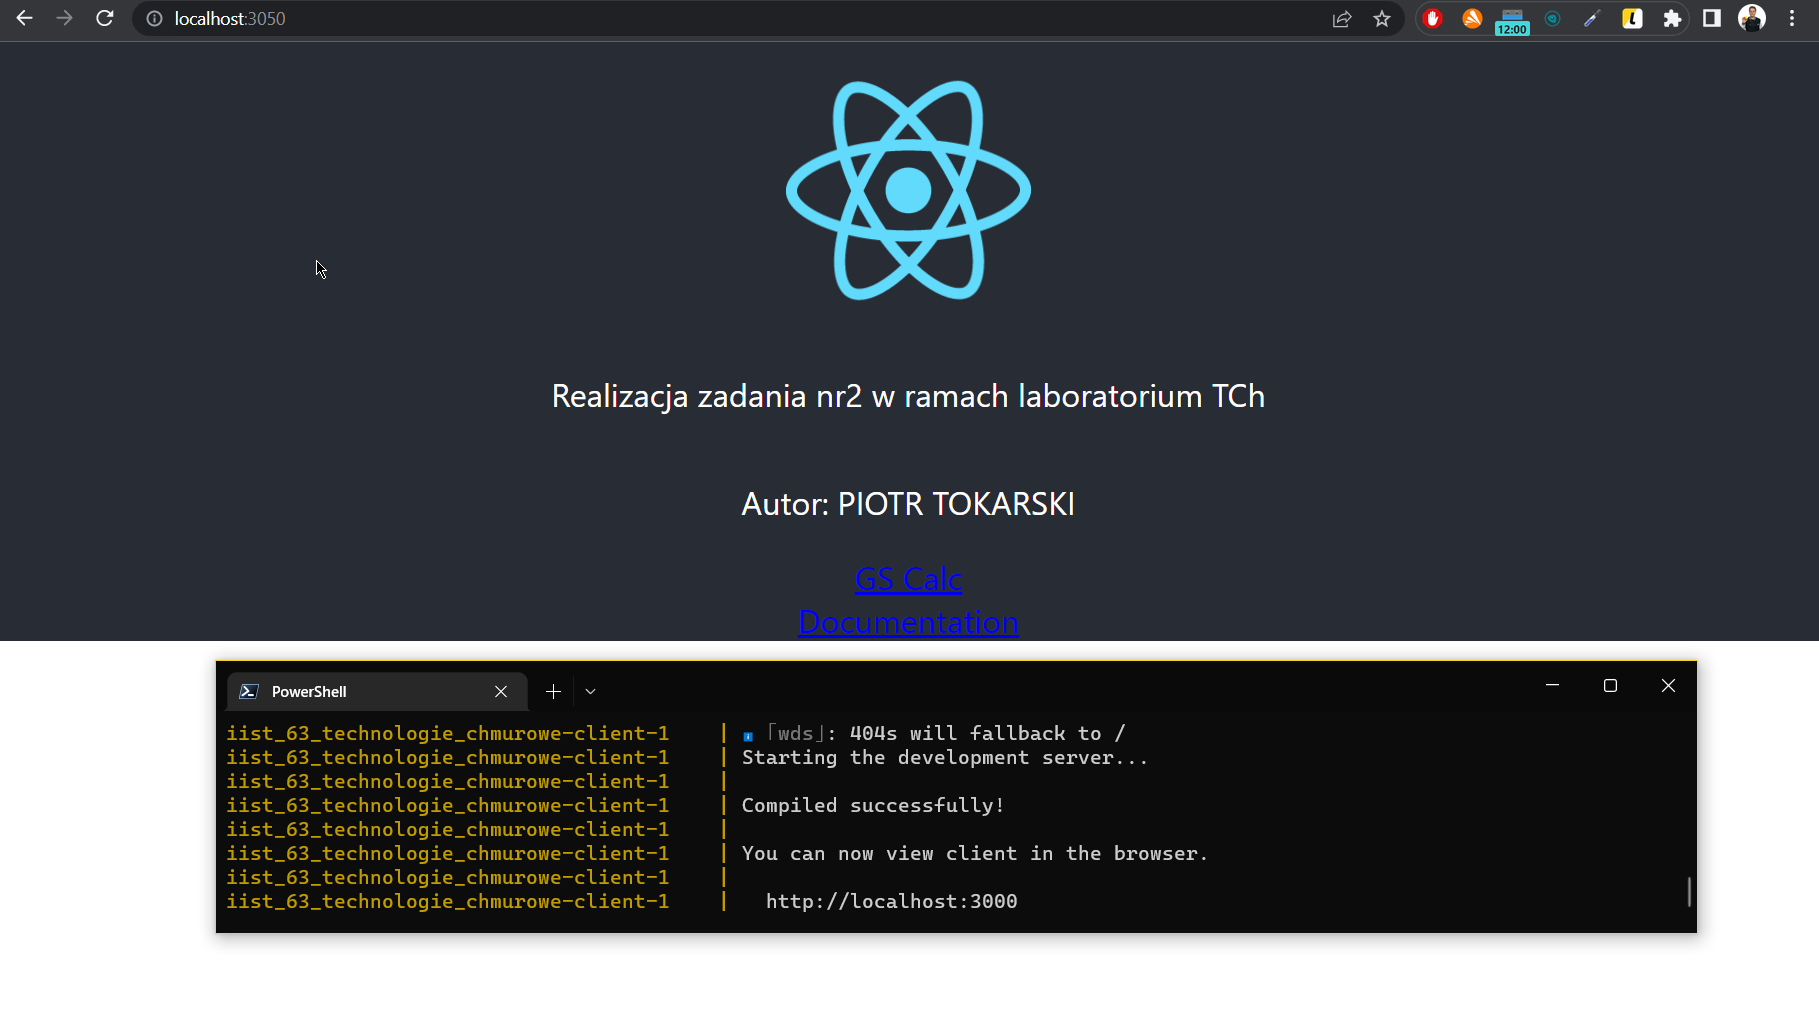 localhost:3050
12:00
Realizacja zadania nr2 w ramach laboratorium TCh
Autor: PIOTR TOKARSKI
GS Calc
Documentation
PowerShell
iist_63_technologie_chmurowe-client-1 | ℹ 「wds」: 404s will fallback to /
iist_63_technologie_chmurowe-client-1 | Starting the development server...
iist_63_technologie_chmurowe-client-1 |
iist_63_technologie_chmurowe-client-1 | Compiled successfully!
iist_63_technologie_chmurowe-client-1 |
iist_63_technologie_chmurowe-client-1 | You can now view client in the browser.
iist_63_technologie_chmurowe-client-1 |
iist_63_technologie_chmurowe-client-1 | http://localhost:3000